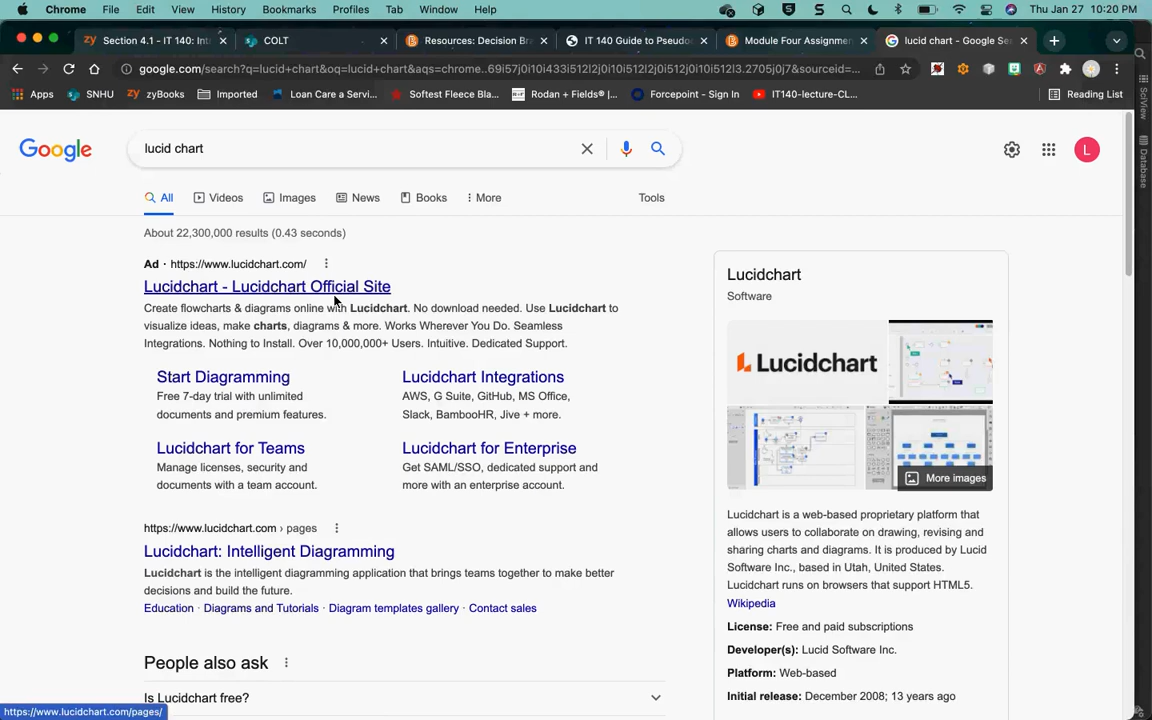 Chrome File Edit View History Bookmarks Profiles Tab Window Help Thu Jan 27 10:20 PM
Section 4.1 - IT 140: Int COLT Resources: Decision Bra IT 140 Guide to Pseudoc Module Four Assignmen lucid chart - Google Sea
google.com/search?q=lucid+chart&oq=lucid+chart&aqs=chrome..69i57j0i10i433i512l2j0i10i512l2j0i512j0i10i512l3.2705j0j7&sourceid=...
Apps SNHU zyBooks Imported Loan Care a Servi... Softest Fleece Bla... Rodan + Fields® |... Forcepoint - Sign In IT140-lecture-CL... Reading List
SciView
Database
Google
lucid chart
L
All Videos Images News Books More Tools
About 22,300,000 results (0.43 seconds)
Ad · https://www.lucidchart.com/
Lucidchart - Lucidchart Official Site
Create flowcharts & diagrams online with Lucidchart. No download needed. Use Lucidchart to
visualize ideas, make charts, diagrams & more. Works Wherever You Do. Seamless
Integrations. Nothing to Install. Over 10,000,000+ Users. Intuitive. Dedicated Support.
Start Diagramming
Free 7-day trial with unlimited
documents and premium features.
Lucidchart Integrations
AWS, G Suite, GitHub, MS Office,
Slack, BambooHR, Jive + more.
Lucidchart for Teams
Manage licenses, security and
documents with a team account.
Lucidchart for Enterprise
Get SAML/SSO, dedicated support and
more with an enterprise account.
https://www.lucidchart.com › pages
Lucidchart: Intelligent Diagramming
Lucidchart is the intelligent diagramming application that brings teams together to make better
decisions and build the future.
Education · Diagrams and Tutorials · Diagram templates gallery · Contact sales
People also ask
Is Lucidchart free?
https://www.lucidchart.com/pages/
Lucidchart
Software
Lucidchart
More images
Lucidchart is a web-based proprietary platform that
allows users to collaborate on drawing, revising and
sharing charts and diagrams. It is produced by Lucid
Software Inc., based in Utah, United States.
Lucidchart runs on browsers that support HTML5.
Wikipedia
License: Free and paid subscriptions
Developer(s): Lucid Software Inc.
Platform: Web-based
Initial release: December 2008; 13 years ago